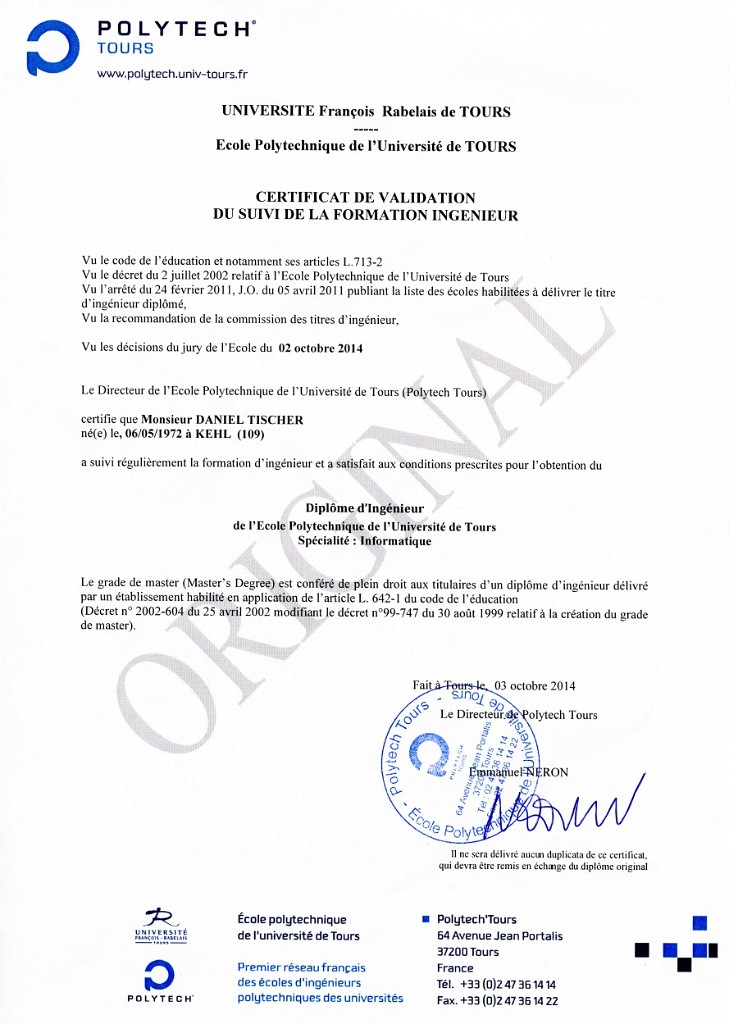 POLYTECH®
TOURS
www.polytech.univ-tours.fr
UNIVERSITE François Rabelais de TOURS
-----
Ecole Polytechnique de l'Université de TOURS
CERTIFICAT DE VALIDATION
DU SUIVI DE LA FORMATION INGENIEUR
Vu le code de l'éducation et notamment ses articles L.713-2
Vu le décret du 2 juillet 2002 relatif à l'Ecole Polytechnique de l'Université de Tours
Vu l'arrêté du 24 février 2011, J.O. du 05 avril 2011 publiant la liste des écoles habilitées à délivrer le titre
d'ingénieur diplômé,
Vu la recommandation de la commission des titres d'ingénieur,
Vu les décisions du jury de l'Ecole du 02 octobre 2014
Le Directeur de l'Ecole Polytechnique de l'Université de Tours (Polytech Tours)
certifie que Monsieur DANIEL TISCHER
né(e) le, 06/05/1972 à KEHL (109)
a suivi régulièrement la formation d'ingénieur et a satisfait aux conditions prescrites pour l'obtention du
ORIGINAL
Diplôme d'Ingénieur
de l'Ecole Polytechnique de l'Université de Tours
Spécialité : Informatique
Le grade de master (Master's Degree) est conféré de plein droit aux titulaires d'un diplôme d'ingénieur délivré
par un établissement habilité en application de l'article L. 642-1 du code de l'éducation
(Décret n° 2002-604 du 25 avril 2002 modifiant le décret n°99-747 du 30 août 1999 relatif à la création du grade
de master).
Fait à Tours le, 03 octobre 2014
Le Directeur de Polytech Tours
Emmanuel NERON
Polytech Tours - École Polytechnique de l'Université de Tours -
POLYTECH
TOURS
64 Avenue Jean Portalis
37200 Tours
Tél : 02 47 36 14 14
02 47 36 14 22
Il ne sera délivré aucun duplicata de ce certificat,
qui devra être remis en échange du diplôme original
UNIVERSITÉ
FRANÇOIS - RABELAIS
TOURS
POLYTECH®
École polytechnique
de l'université de Tours
Premier réseau français
des écoles d'ingénieurs
polytechniques des universités
Polytech'Tours
64 Avenue Jean Portalis
37200 Tours
France
Tél. +33 (0)2 47 36 14 14
Fax. +33 (0)2 47 36 14 22